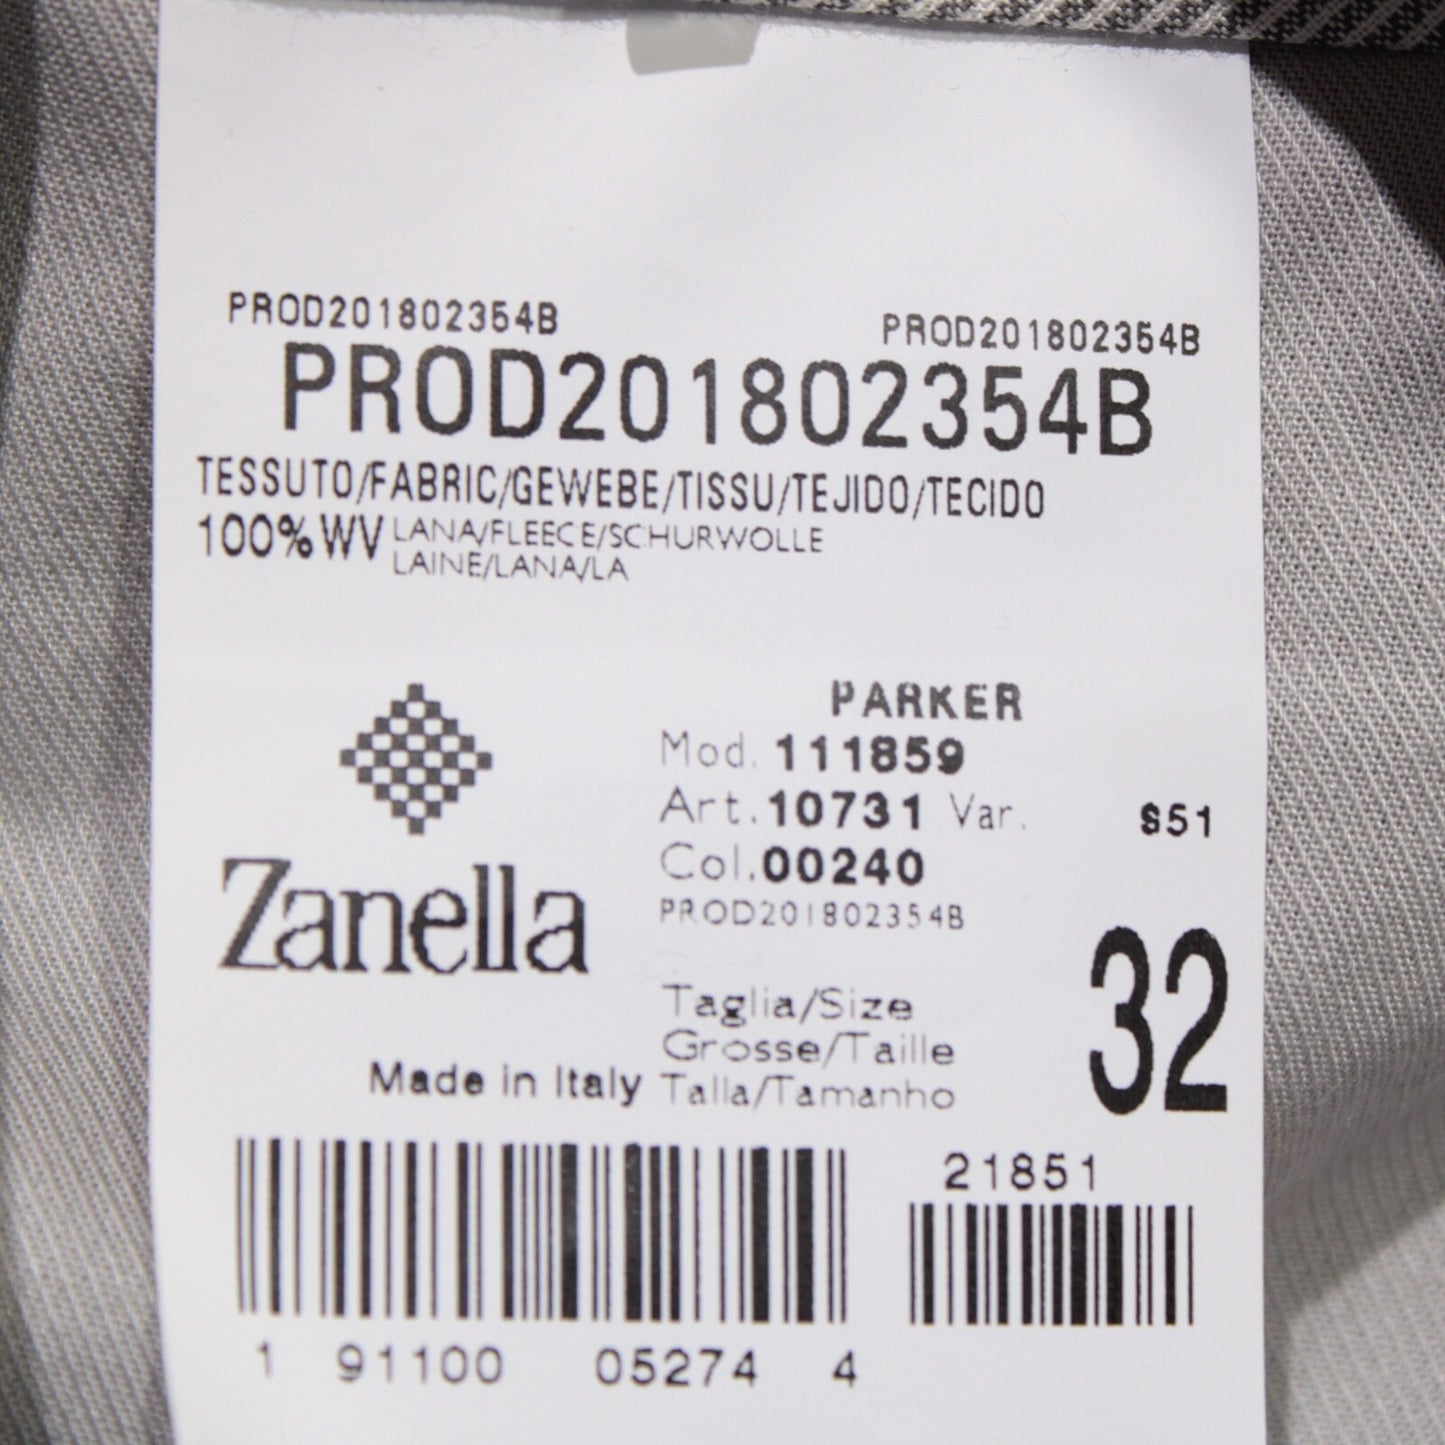 PROD201802354B PROD201802354B
PROD201802354B
TESSUTO/FABRIC/GEWEBE/TISSU/TEJIDO/TECIDO
100%WV LANA/FLEECE/SCHURWOLLE
LAINE/LANA/LA
PARKER
Mod. 111859
Art. 10731 Var. S51
Col. 00240
PROD201802354B
Zanella
Taglia/Size
Grosse/Taille
Talla/Tamanho
32
Made in Italy
21851
1 91100 05274 4